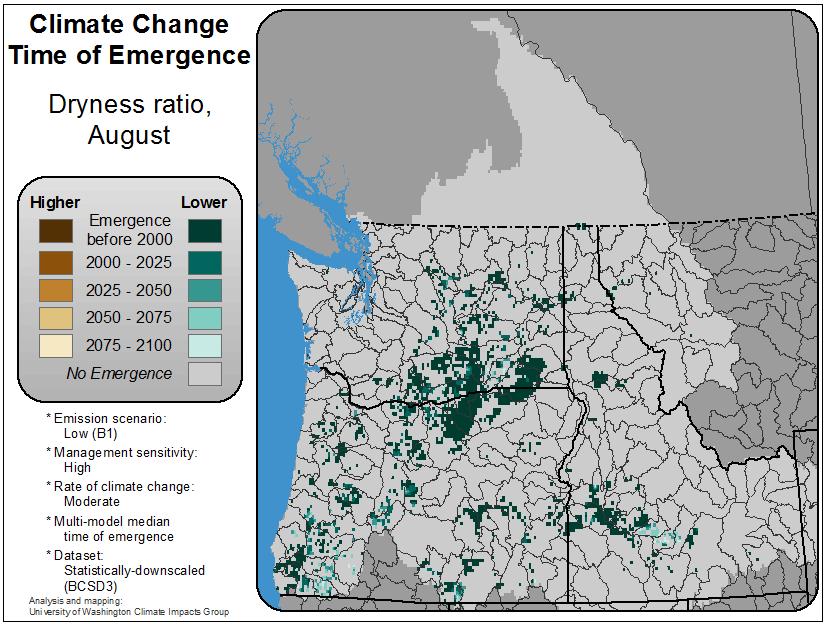 Climate Change
Time of Emergence
Dryness ratio,
August
Higher Lower
Emergence
before 2000
2000 - 2025
2025 - 2050
2050 - 2075
2075 - 2100
No Emergence
* Emission scenario:
Low (B1)
* Management sensitivity:
High
* Rate of climate change:
Moderate
* Multi-model median
time of emergence
* Dataset:
Statistically-downscaled
(BCSD3)
Analysis and mapping:
University of Washington Climate Impacts Group